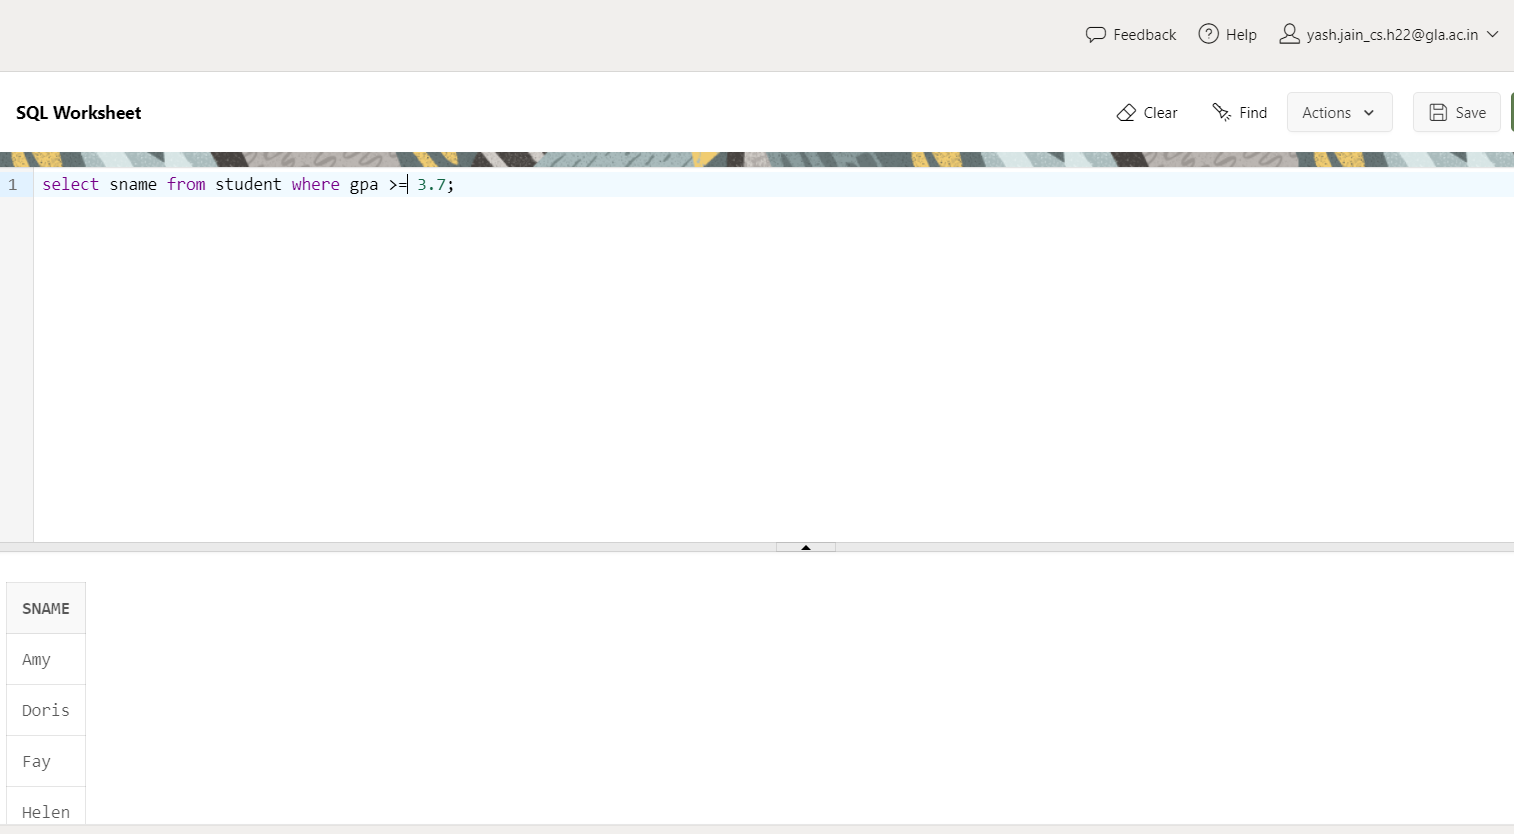 Feedback Help yash.jain_cs.h22@gla.ac.in
SQL Worksheet Clear Find Actions Save
1 select sname from student where gpa >= 3.7;
SNAME
Amy
Doris
Fay
Helen